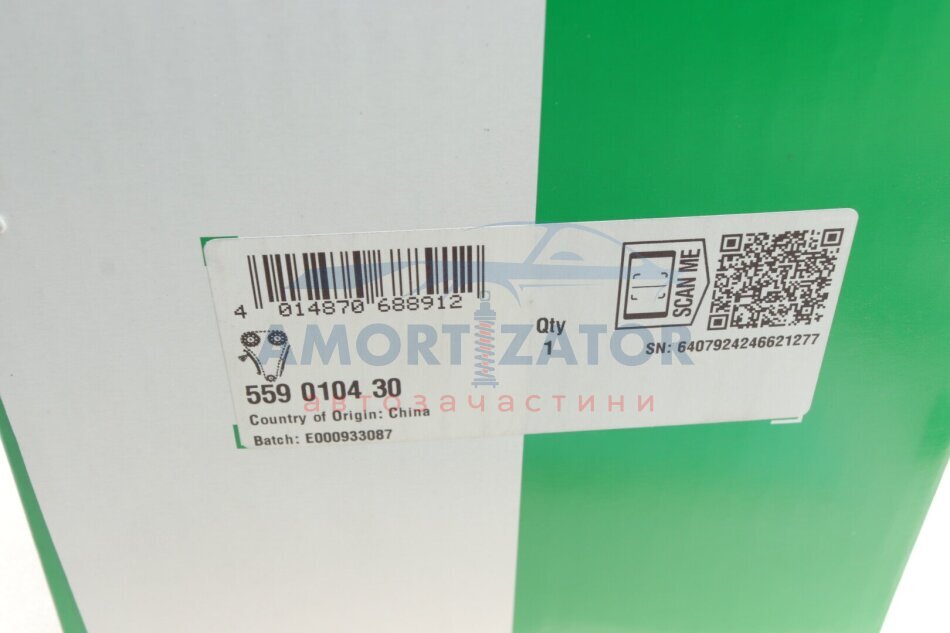 4 014870 688912
SCAN ME
Qty
1
SN: 6407924246621277
AMORTIZATOR
автозачастини
559 0104 30
Country of Origin: China
Batch: E000933087